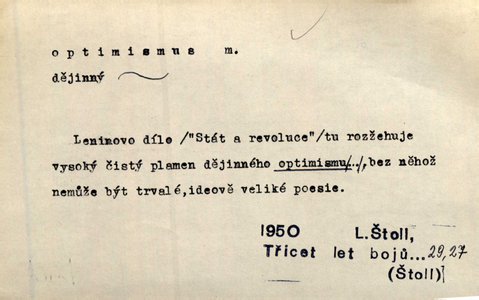 optimismus m.
dějinný
Leninovo dílo /"Stát a revoluce"/tu rozžehuje
vysoký čistý plamen dějinného optimismu/../,bez něhož
nemůže být trvalé,ideově veliké poesie.
1950 L.Štoll,
Třicet let bojů...29,27
(Štoll)